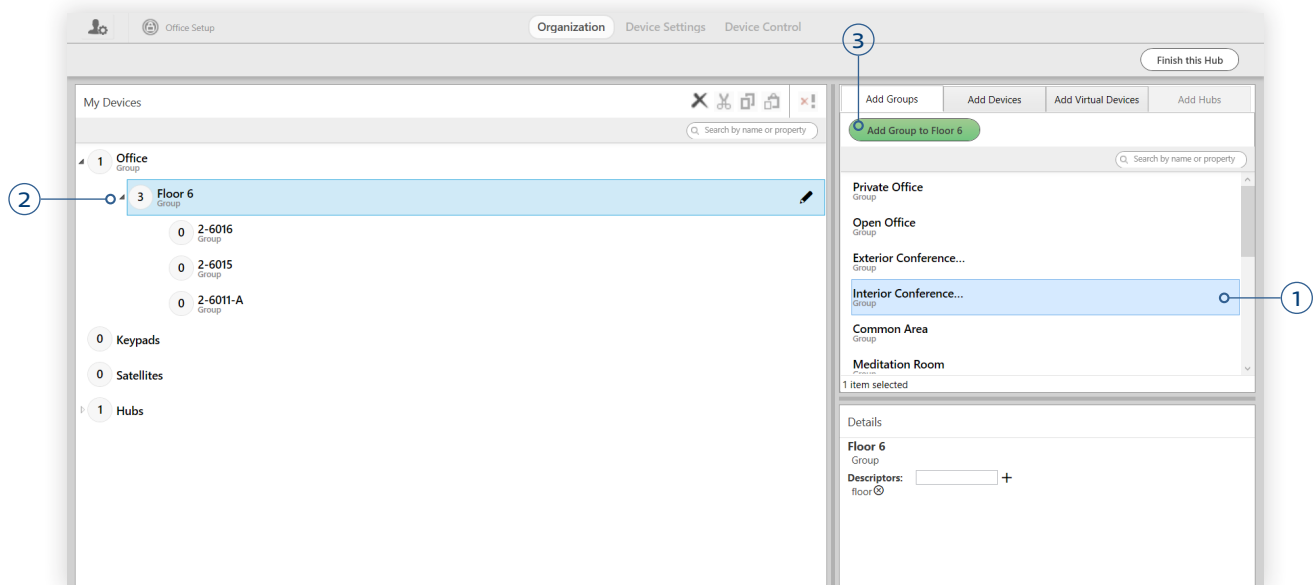 Office Setup
Organization Device Settings Device Control
3
Finish this Hub
My Devices
Add Groups Add Devices Add Virtual Devices Add Hubs
Search by name or property
Add Group to Floor 6
1 Office
Group
Search by name or property
2
3 Floor 6
Group
Private Office
Group
0 2-6016
Group
Open Office
Group
0 2-6015
Group
Exterior Conference...
Group
0 2-6011-A
Group
Interior Conference...
Group
1
0 Keypads
Common Area
Group
0 Satellites
Meditation Room
Group
1 item selected
1 Hubs
Details
Floor 6
Group
Descriptors:
floor